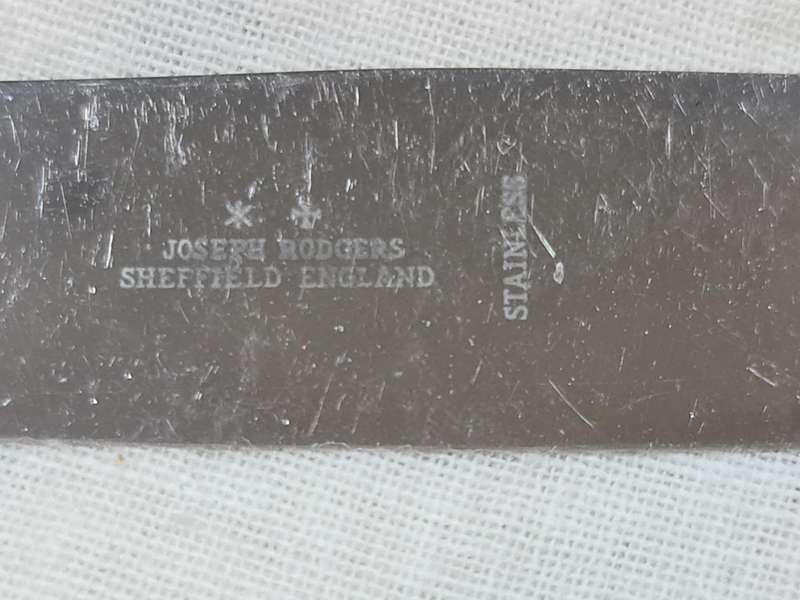 JOSEPH RODGERS
SHEFFIELD ENGLAND
STAINLESS